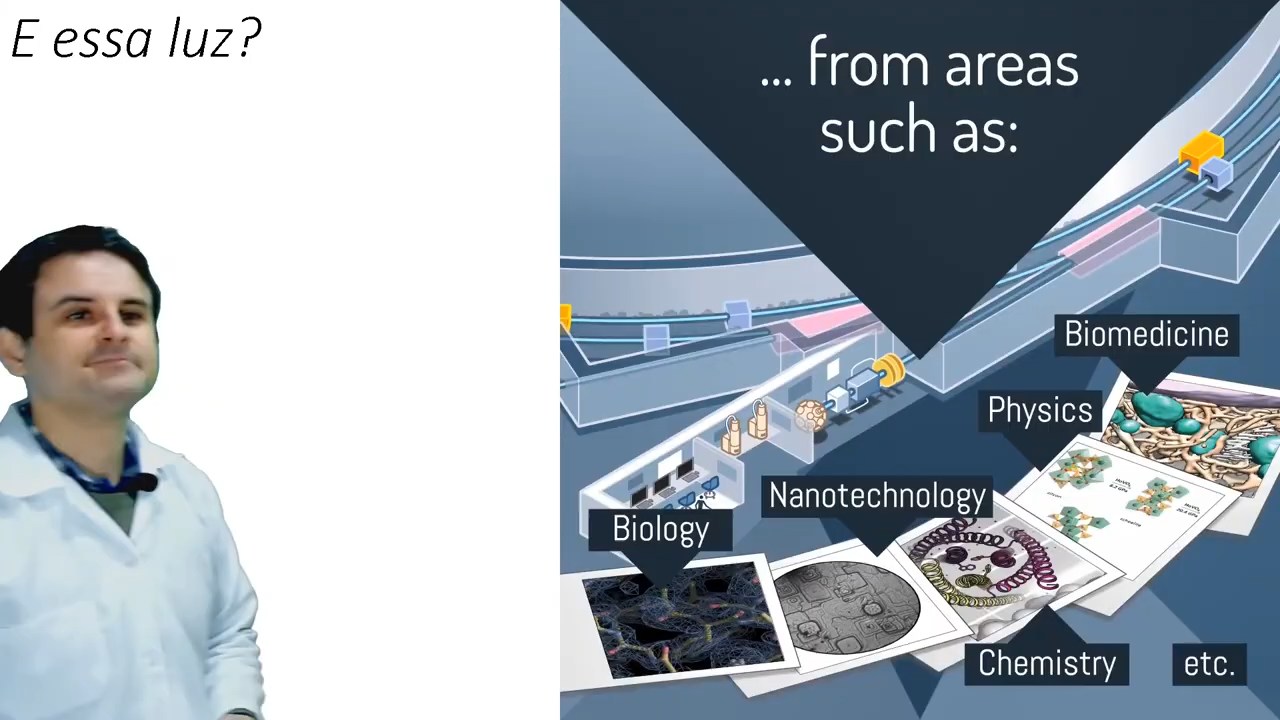 E essa luz?
... from areas
such as:
Biomedicine
Physics
Nanotechnology
Biology
Chemistry
etc.